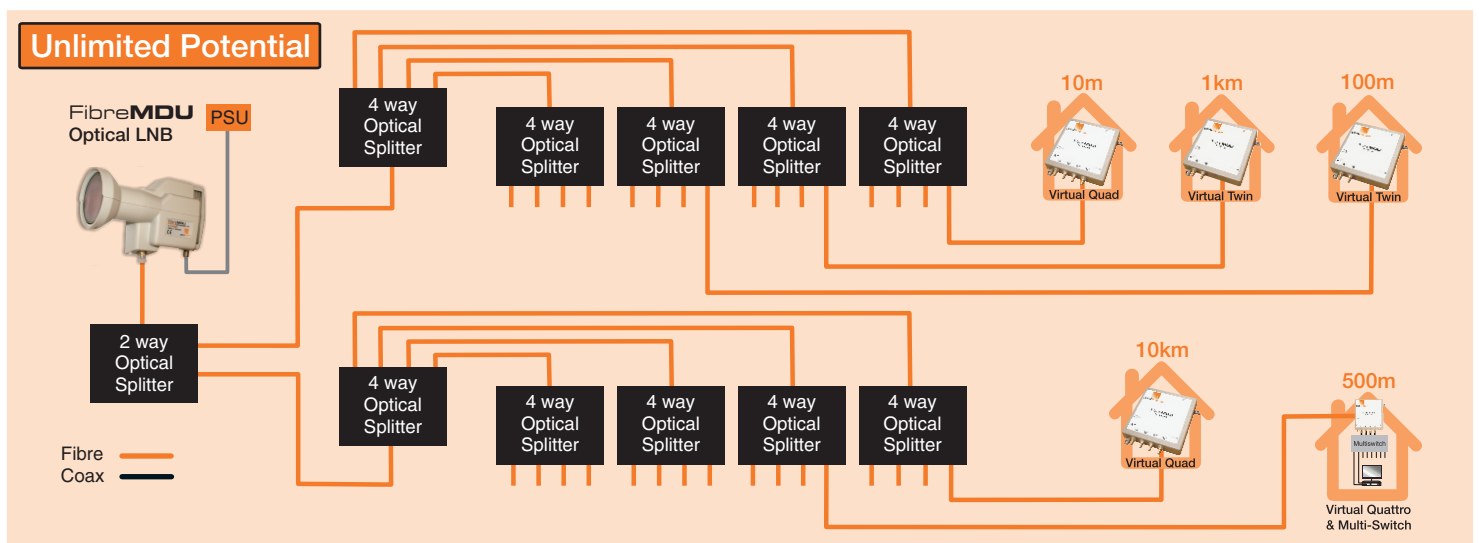 Unlimited Potential
FibreMDU
Optical LNB
PSU
4 way
Optical
Splitter
4 way
Optical
Splitter
4 way
Optical
Splitter
4 way
Optical
Splitter
4 way
Optical
Splitter
10m
Virtual Quad
1km
Virtual Twin
100m
Virtual Twin
2 way
Optical
Splitter
4 way
Optical
Splitter
4 way
Optical
Splitter
4 way
Optical
Splitter
4 way
Optical
Splitter
4 way
Optical
Splitter
10km
Virtual Quad
500m
Multiswitch
Virtual Quattro
& Multi-Switch
Fibre
Coax